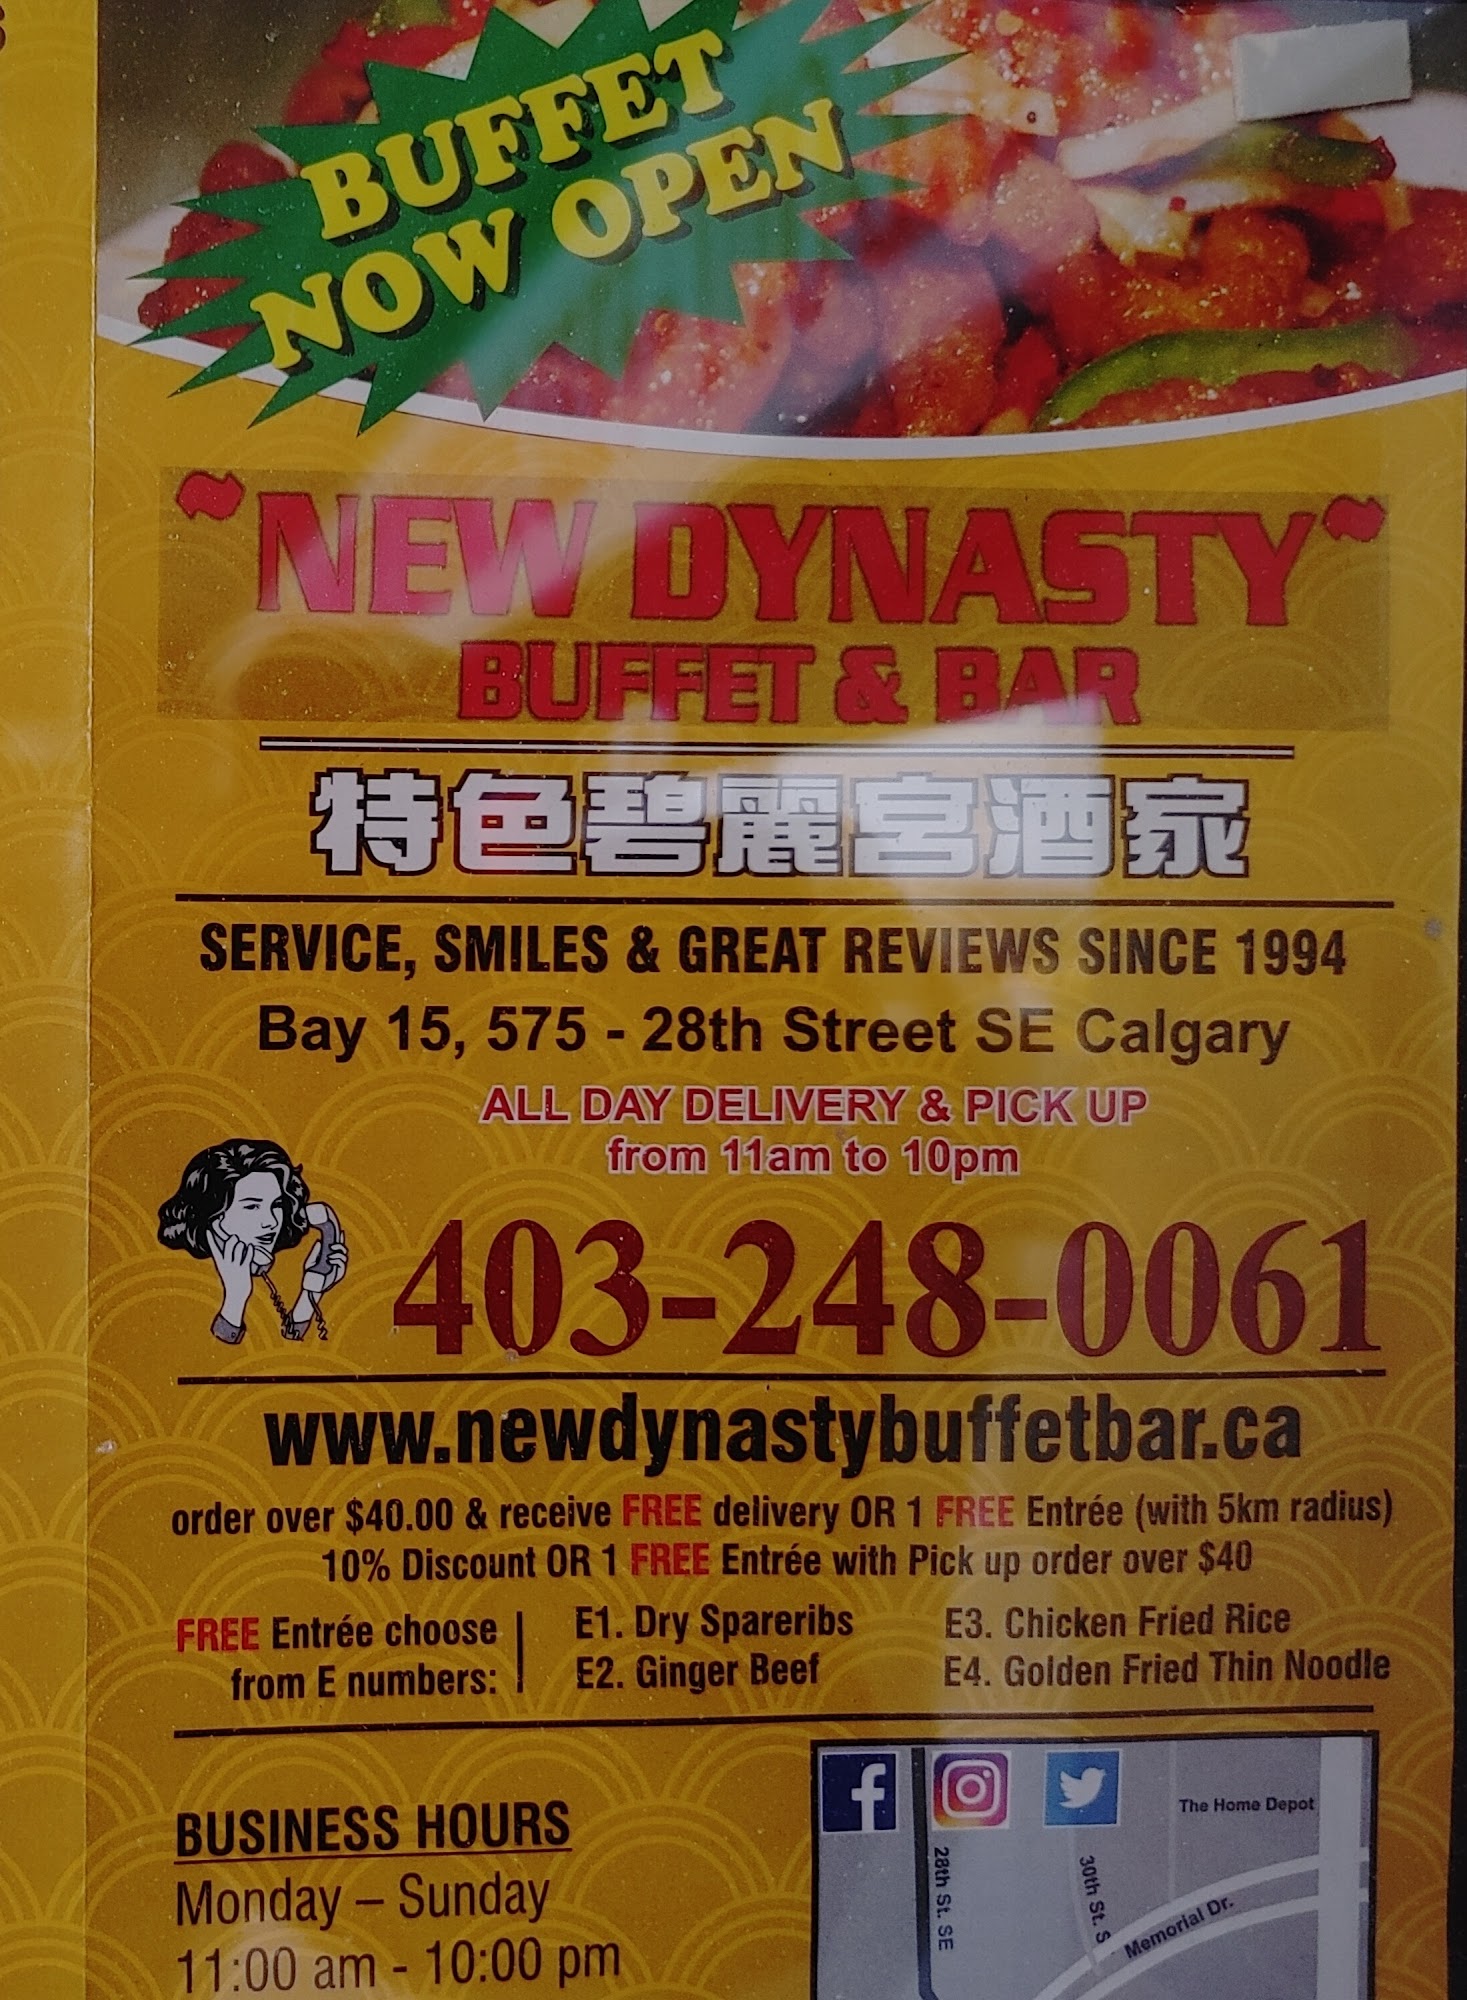 BUFFET
NOW OPEN
~NEW DYNASTY~
BUFFET & BAR
特色碧麗宮酒家
SERVICE, SMILES & GREAT REVIEWS SINCE 1994
Bay 15, 575 - 28th Street SE Calgary
ALL DAY DELIVERY & PICK UP
from 11am to 10pm
403-248-0061
www.newdynastybuffetbar.ca
order over $40.00 & receive FREE delivery OR 1 FREE Entrée (with 5km radius)
10% Discount OR 1 FREE Entrée with Pick up order over $40
FREE Entrée choose
from E numbers:
E1. Dry Spareribs
E2. Ginger Beef
E3. Chicken Fried Rice
E4. Golden Fried Thin Noodle
BUSINESS HOURS
Monday – Sunday
11:00 am - 10:00 pm
The Home Depot
28th St. SE
30th St. S
Memorial Dr.